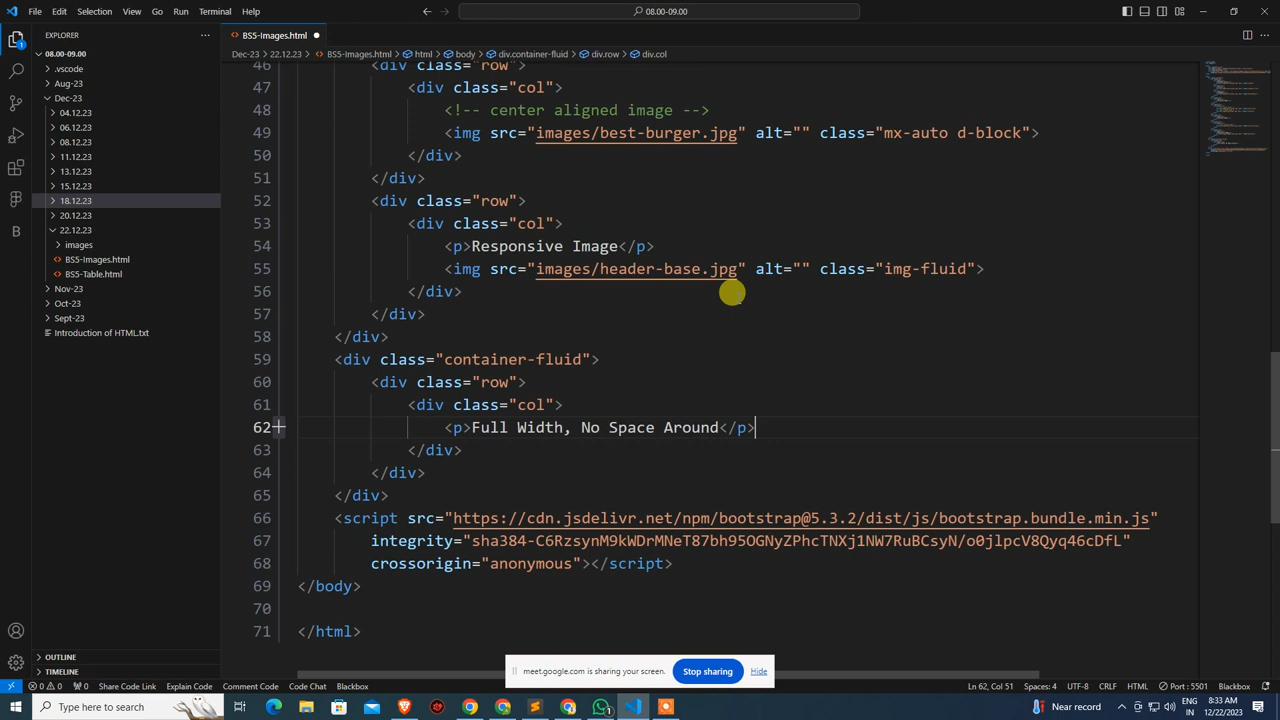 File Edit Selection View Go Run Terminal Help
08.00-09.00
EXPLORER
BS5-Images.html
Dec-23 > 22.12.23 > BS5-Images.html > html > body > div.container-fluid > div.row > div.col
08.00-09.00
.vscode
Aug-23
Dec-23
04.12.23
06.12.23
08.12.23
11.12.23
13.12.23
15.12.23
18.12.23
20.12.23
22.12.23
images
BS5-Images.html
BS5-Table.html
Nov-23
Oct-23
Sept-23
Introduction of HTML.txt
OUTLINE
TIMELINE
46 <div class="row">
47 <div class="col">
48 <!-- center aligned image -->
49 <img src="images/best-burger.jpg" alt="" class="mx-auto d-block">
50 </div>
51 </div>
52 <div class="row">
53 <div class="col">
54 <p>Responsive Image</p>
55 <img src="images/header-base.jpg" alt="" class="img-fluid">
56 </div>
57 </div>
58 </div>
59 <div class="container-fluid">
60 <div class="row">
61 <div class="col">
62 <p>Full Width, No Space Around</p>
63 </div>
64 </div>
65 </div>
66 <script src="https://cdn.jsdelivr.net/npm/bootstrap@5.3.2/dist/js/bootstrap.bundle.min.js"
67 integrity="sha384-C6RzsynM9kWDrMNeT87bh95OGNyZPhcTNXj1NW7RuBCsyN/o0jlpcV8Qyq46cDfL"
68 crossorigin="anonymous"></script>
69 </body>
70
71 </html>
meet.google.com is sharing your screen. Stop sharing Hide
0 0 0 Share Code Link Explain Code Comment Code Code Chat Blackbox
Ln 62, Col 51 Spaces: 4 UTF-8 CRLF HTML Port : 5501 Blackbox
Type here to search
Near record
ENG
IN
8:33 AM
12/22/2023